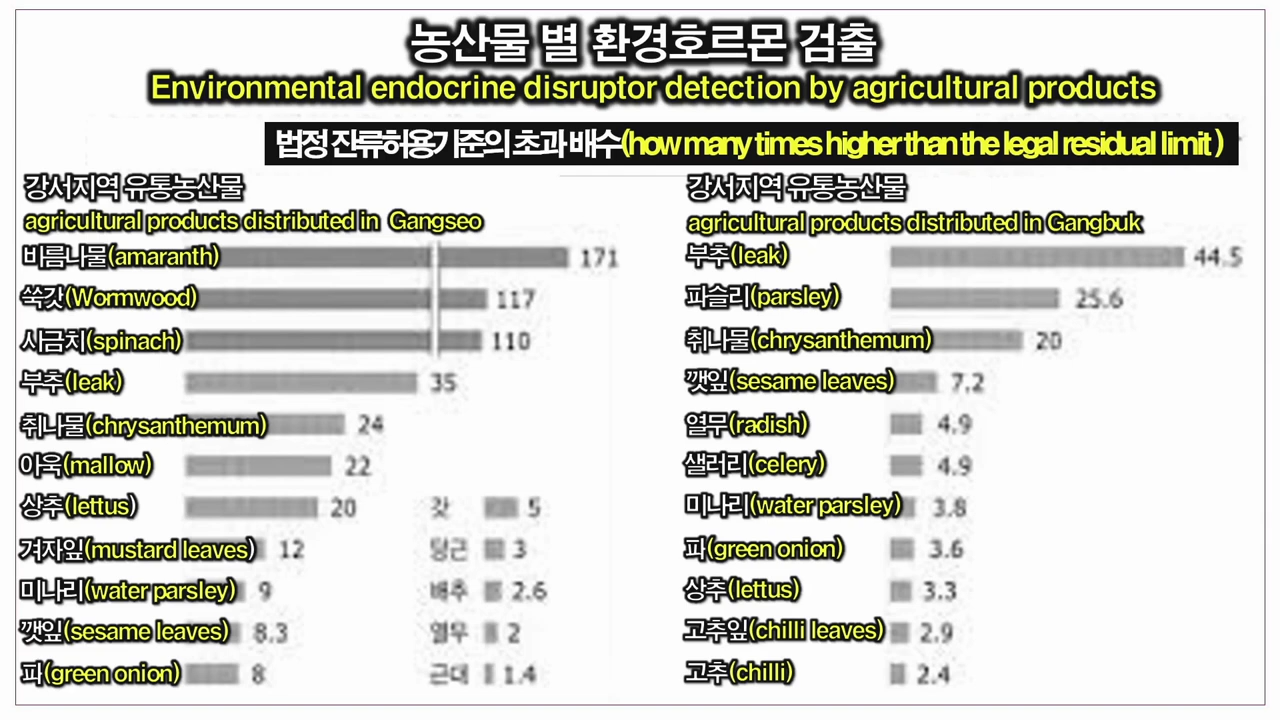 농산물 별 환경호르몬 검출
Environmental endocrine disruptor detection by agricultural products
법정 잔류허용기준의 초과 배수(how many times higher than the legal residual limit )
강서지역 유통농산물
agricultural products distributed in Gangseo
비름나물(amaranth) 171
쑥갓(Wormwood) 117
시금치(spinach) 110
부추(leak) 35
취나물(chrysanthemum) 24
아욱(mallow) 22
상추(lettus) 20
겨자잎(mustard leaves) 12
미나리(water parsley) 9
깻잎(sesame leaves) 8.3
파(green onion) 8
갓 5
당근 3
배추 2.6
열무 2
근대 1.4
강서지역 유통농산물
agricultural products distributed in Gangbuk
부추(leak) 44.5
파슬리(parsley) 25.6
취나물(chrysanthemum) 20
깻잎(sesame leaves) 7.2
열무(radish) 4.9
샐러리(celery) 4.9
미나리(water parsley) 3.8
파(green onion) 3.6
상추(lettus) 3.3
고추잎(chilli leaves) 2.9
고추(chilli) 2.4